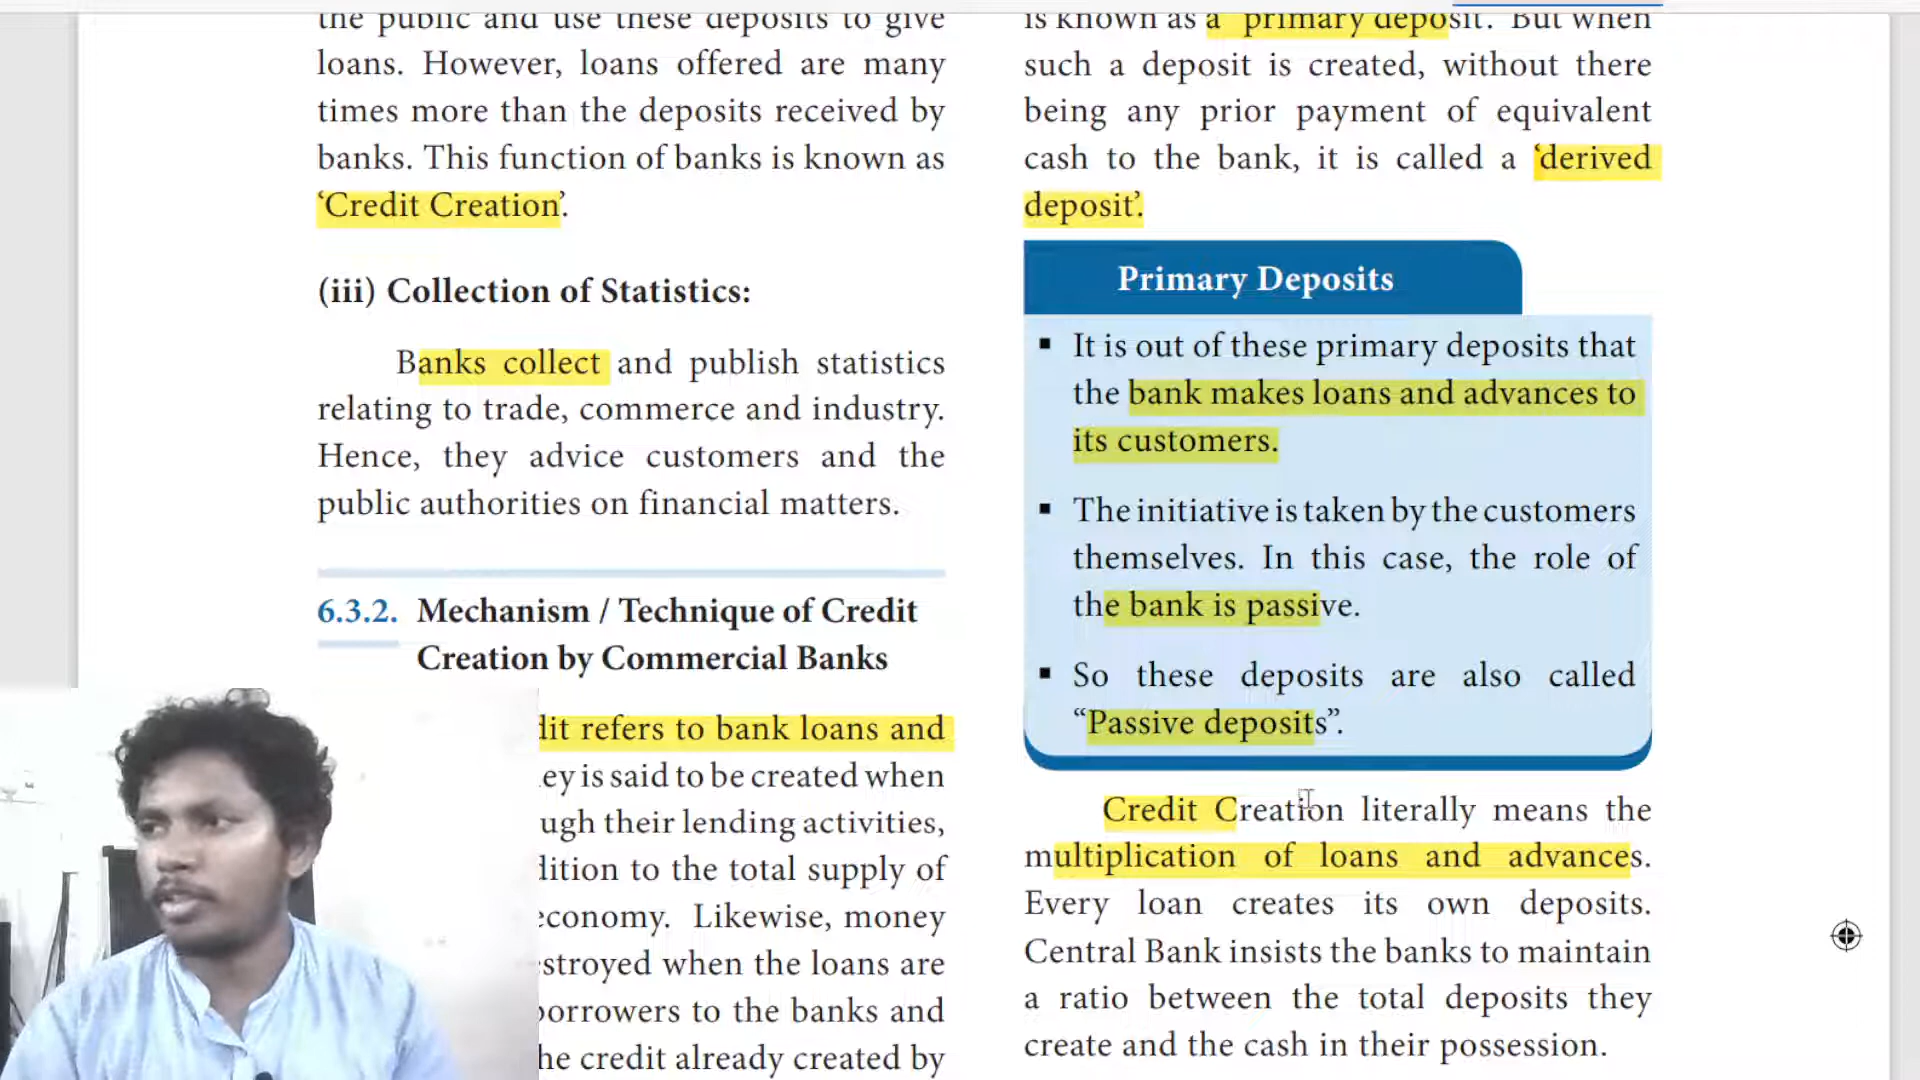 the public and use these deposits to give
loans. However, loans offered are many
times more than the deposits received by
banks. This function of banks is known as
‘Credit Creation’.
(iii) Collection of Statistics:
Banks collect and publish statistics
relating to trade, commerce and industry.
Hence, they advice customers and the
public authorities on financial matters.
6.3.2. Mechanism / Technique of Credit
Creation by Commercial Banks
dit refers to bank loans and
ey is said to be created when
ugh their lending activities,
dition to the total supply of
economy. Likewise, money
stroyed when the loans are
borrowers to the banks and
he credit already created by
is known as a ‘primary deposit’. But when
such a deposit is created, without there
being any prior payment of equivalent
cash to the bank, it is called a ‘derived
deposit’.
Primary Deposits
▪ It is out of these primary deposits that
the bank makes loans and advances to
its customers.
▪ The initiative is taken by the customers
themselves. In this case, the role of
the bank is passive.
▪ So these deposits are also called
“Passive deposits”.
Credit Creation literally means the
multiplication of loans and advances.
Every loan creates its own deposits.
Central Bank insists the banks to maintain
a ratio between the total deposits they
create and the cash in their possession.